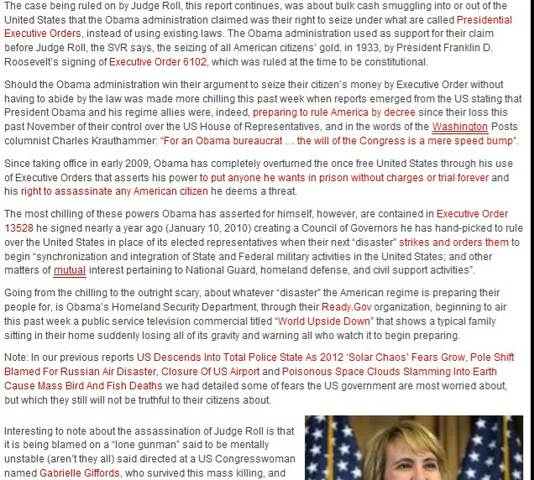 The case being ruled on by Judge Roll, this report continues, was about bulk cash smuggling into or out of the
United States that the Obama administration claimed was their right to seize under what are called Presidential
Executive Orders, instead of using existing laws. The Obama administration used as support for their claim
before Judge Roll, the SVR says, the seizing of all American citizens' gold, in 1933, by President Franklin D.
Roosevelt's signing of Executive Order 6102, which was ruled at the time to be constitutional.
Should the Obama administration win their argument to seize their citizen's money by Executive Order without
having to abide by the law was made more chilling this past week when reports emerged from the US stating that
President Obama and his regime allies were, indeed, preparing to rule America by decree since their loss this
past November of their control over the US House of Representatives, and in the words of the Washington Posts
columnist Charles Krauthammer: "For an Obama bureaucrat … the will of the Congress is a mere speed bump".
Since taking office in early 2009, Obama has completely overturned the once free United States through his use
of Executive Orders that asserts his power to put anyone he wants in prison without charges or trial forever and
his right to assassinate any American citizen he deems a threat.
The most chilling of these powers Obama has asserted for himself, however, are contained in Executive Order
13528 he signed nearly a year ago (January 10, 2010) creating a Council of Governors he has hand-picked to rule
over the United States in place of its elected representatives when their next "disaster" strikes and orders them to
begin "synchronization and integration of State and Federal military activities in the United States; and other
matters of mutual interest pertaining to National Guard, homeland defense, and civil support activities".
Going from the chilling to the outright scary, about whatever "disaster" the American regime is preparing their
people for, is Obama's Homeland Security Department, through their Ready.Gov organization, beginning to air
this past week a public service television commercial titled "World Upside Down" that shows a typical family
sitting in their home suddenly losing all of its gravity and warning all who watch it to begin preparing.
Note: In our previous reports US Descends Into Total Police State As 2012 'Solar Chaos' Fears Grow, Pole Shift
Blamed For Russian Air Disaster, Closure Of US Airport and Poisonous Space Clouds Slamming Into Earth
Cause Mass Bird And Fish Deaths we had detailed some of fears the US government are most worried about,
but which they still will not be truthful to their citizens about.
Interesting to note about the assassination of Judge Roll is that
it is being blamed on a "lone gunman" said to be mentally
unstable (aren't they all) said directed at a US Congresswoman
named Gabrielle Giffords, who survived this mass killing, and